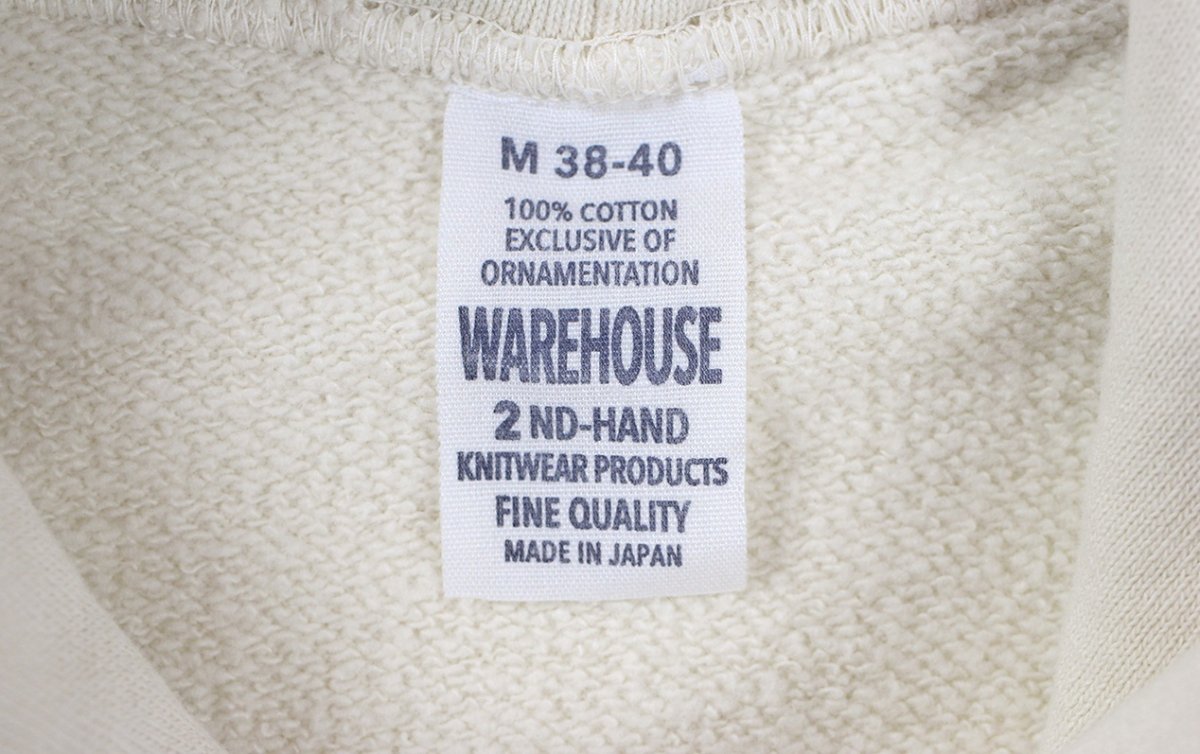 M 38-40
100% COTTON
EXCLUSIVE OF
ORNAMENTATION
WAREHOUSE
2 ND-HAND
KNITWEAR PRODUCTS
FINE QUALITY
MADE IN JAPAN